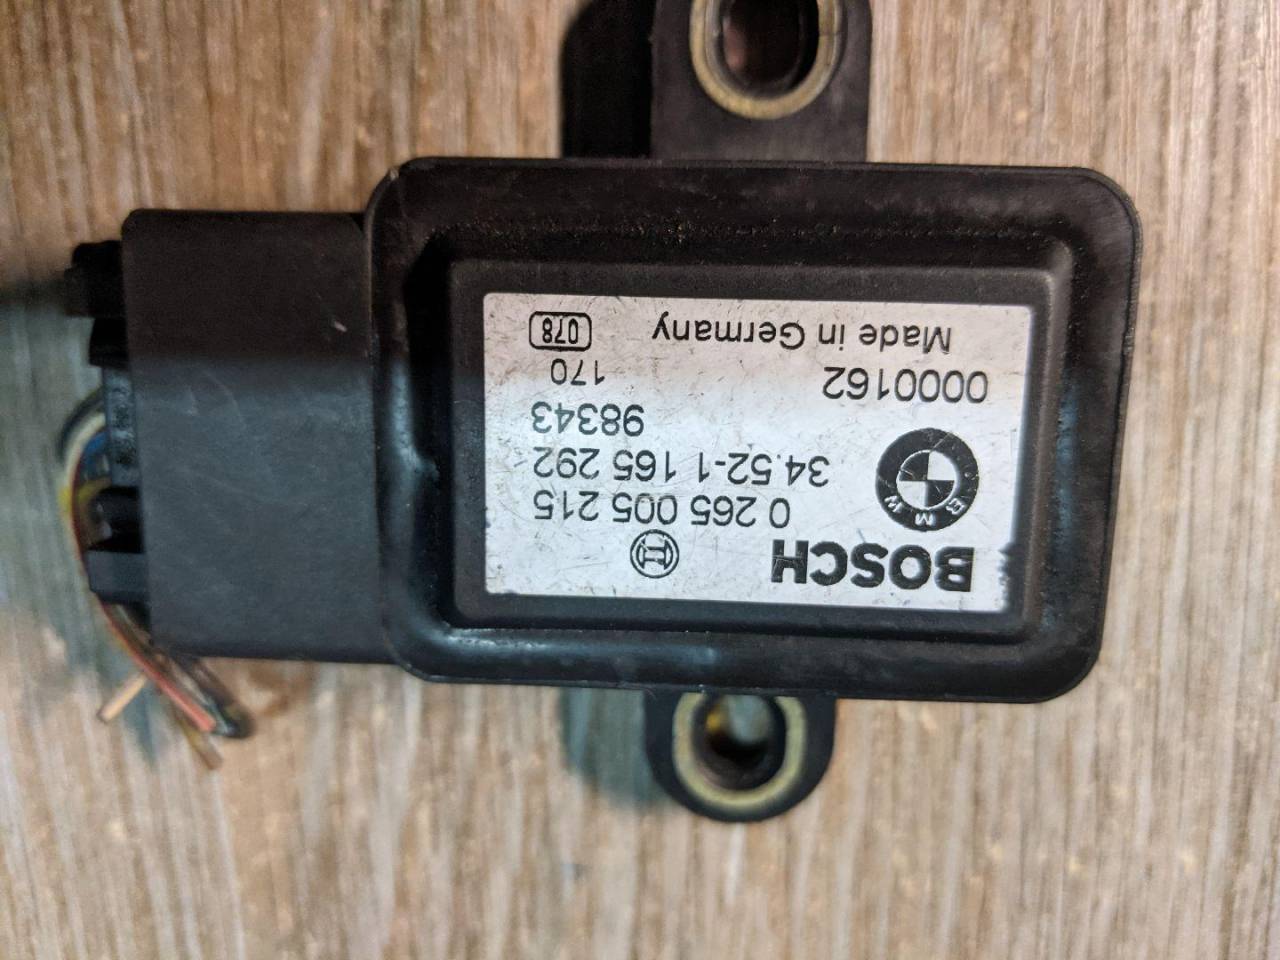 BOSCH
0 265 005 215
34.52-1 165 292
BMW
98343
0000162 170
Made in Germany 078